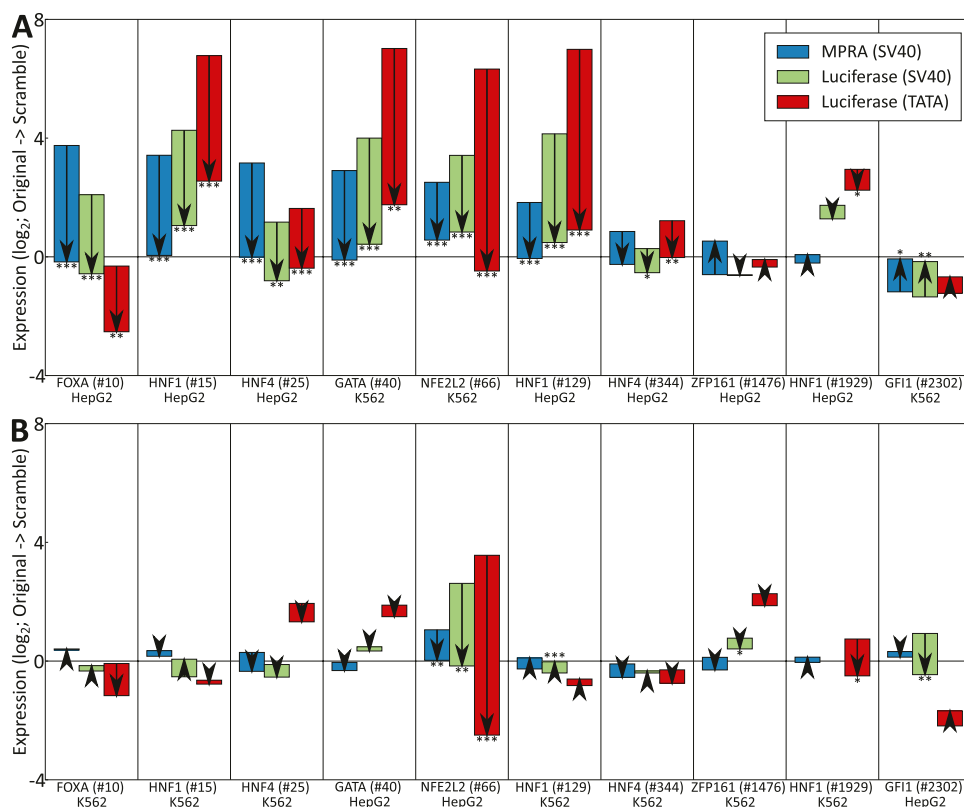 A
8
4
0
-4
Expression (log₂; Original -> Scramble)
MPRA (SV40)
Luciferase (SV40)
Luciferase (TATA)
*** *** ** *** *** *** *** ** *** *** *** ** *** *** *** *** *** *** * ** * * **
FOXA (#10) HNF1 (#15) HNF4 (#25) GATA (#40) NFE2L2 (#66) HNF1 (#129) HNF4 (#344) ZFP161 (#1476) HNF1 (#1929) GFI1 (#2302)
HepG2 HepG2 HepG2 K562 K562 HepG2 HepG2 HepG2 HepG2 K562
B
8
4
0
-4
Expression (log₂; Original -> Scramble)
** ** *** *** * * **
FOXA (#10) HNF1 (#15) HNF4 (#25) GATA (#40) NFE2L2 (#66) HNF1 (#129) HNF4 (#344) ZFP161 (#1476) HNF1 (#1929) GFI1 (#2302)
K562 K562 K562 HepG2 HepG2 K562 K562 K562 K562 HepG2